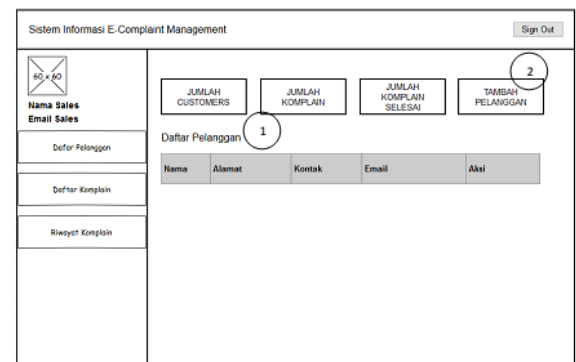 Sistem Informasi E-Complaint Management
Sign Out
60 x 60
Nama Sales
Email Sales
Daftar Pelanggan
Daftar Komplain
Riwayat Komplain
JUMLAH
CUSTOMERS
JUMLAH
KOMPLAIN
JUMLAH
KOMPLAIN
SELESAI
TAMBAH
PELANGGAN
2
Daftar Pelanggan
1
Nama Alamat Kontak Email Aksi